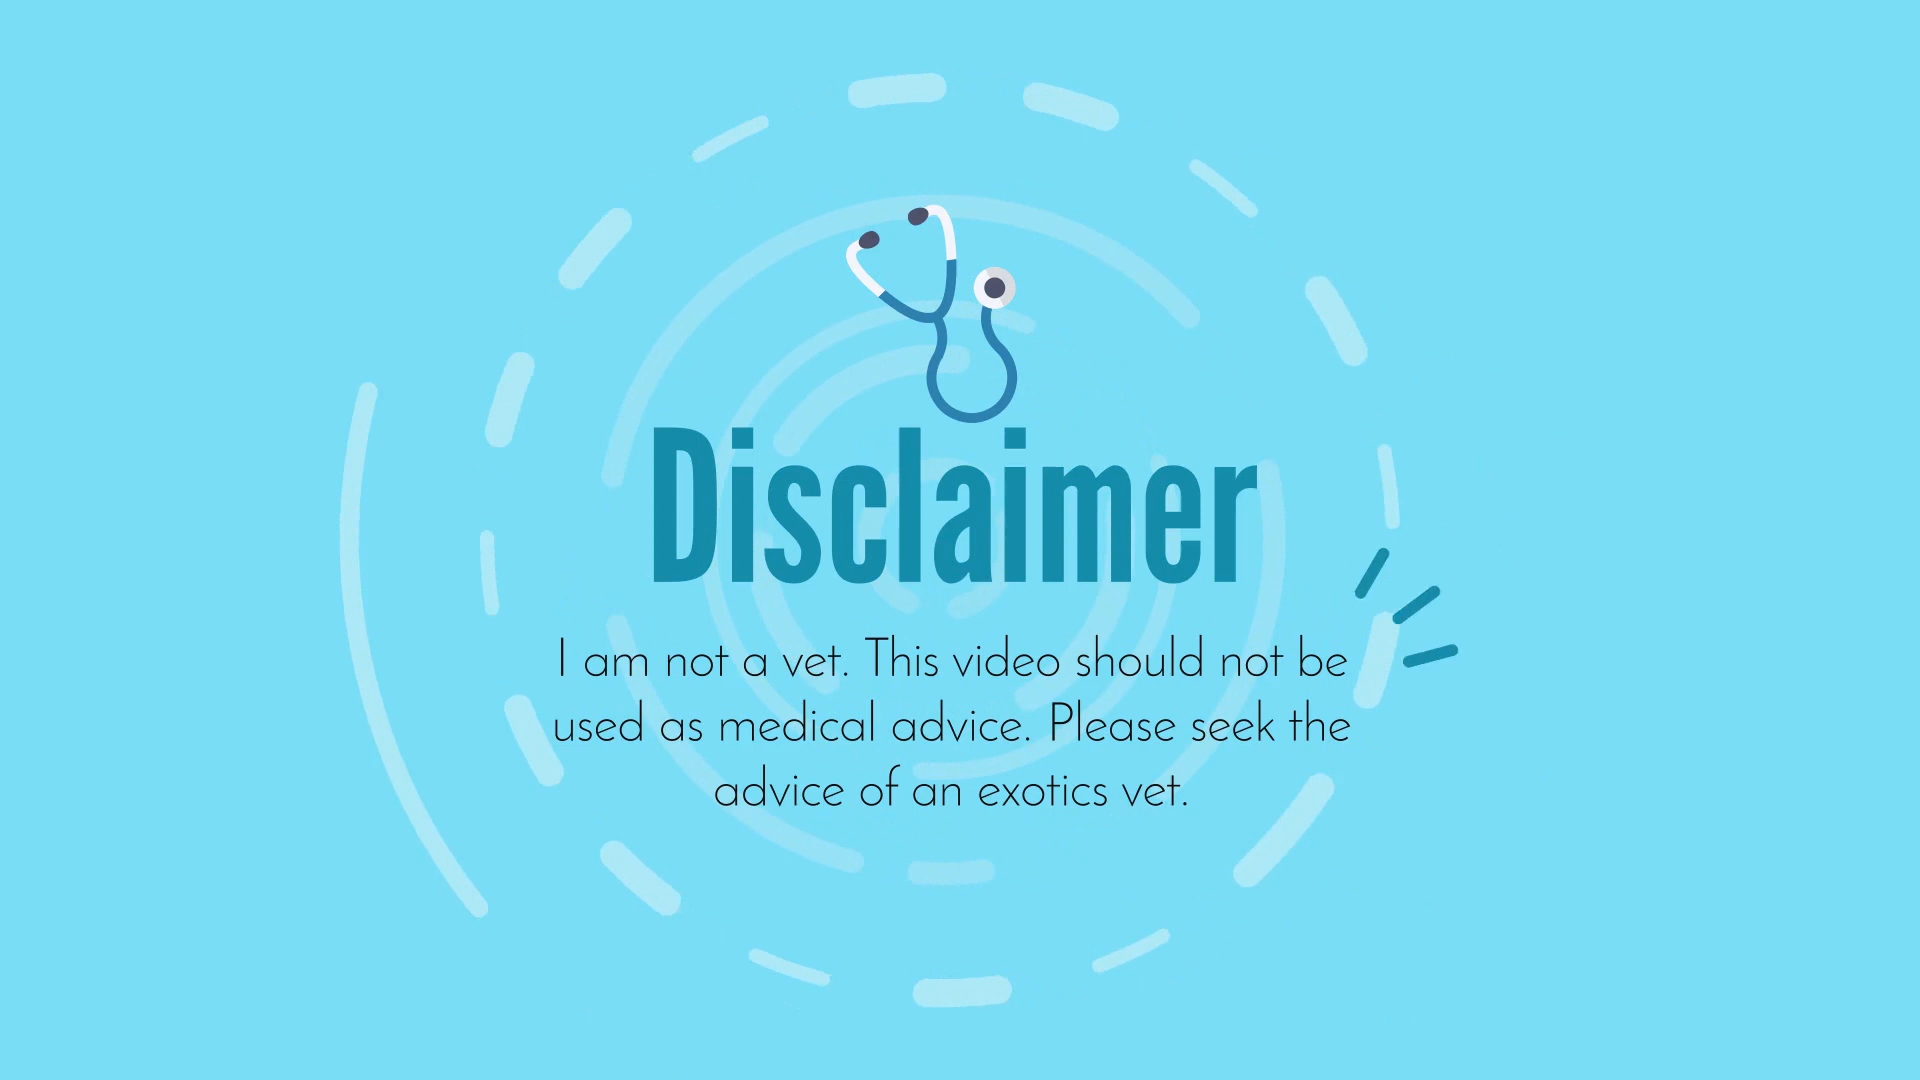 Disclaimer
I am not a vet. This video should not be
used as medical advice. Please seek the
advice of an exotics vet.